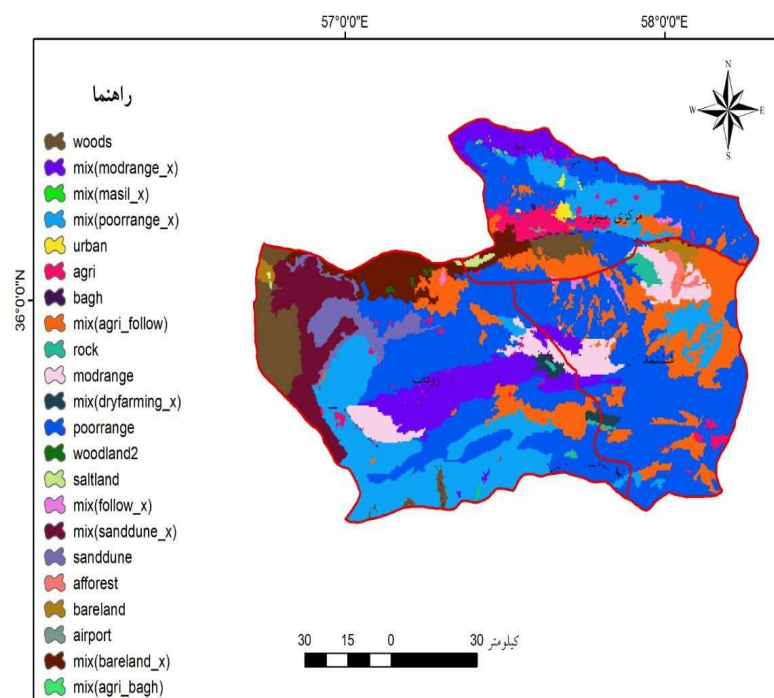 57°0'0"E 58°0'0"E
36°0'0"N
راهنما
woods
mix(modrange_x)
mix(masil_x)
mix(poorrange_x)
urban
agri
bagh
mix(agri_follow)
rock
modrange
mix(dryfarming_x)
poorrange
woodland2
saltland
mix(follow_x)
mix(sanddune_x)
sanddune
afforest
bareland
airport
mix(bareland_x)
mix(agri_bagh)
N
W E
S
مرکزی
روداب
30 15 0 30 کیلومتر